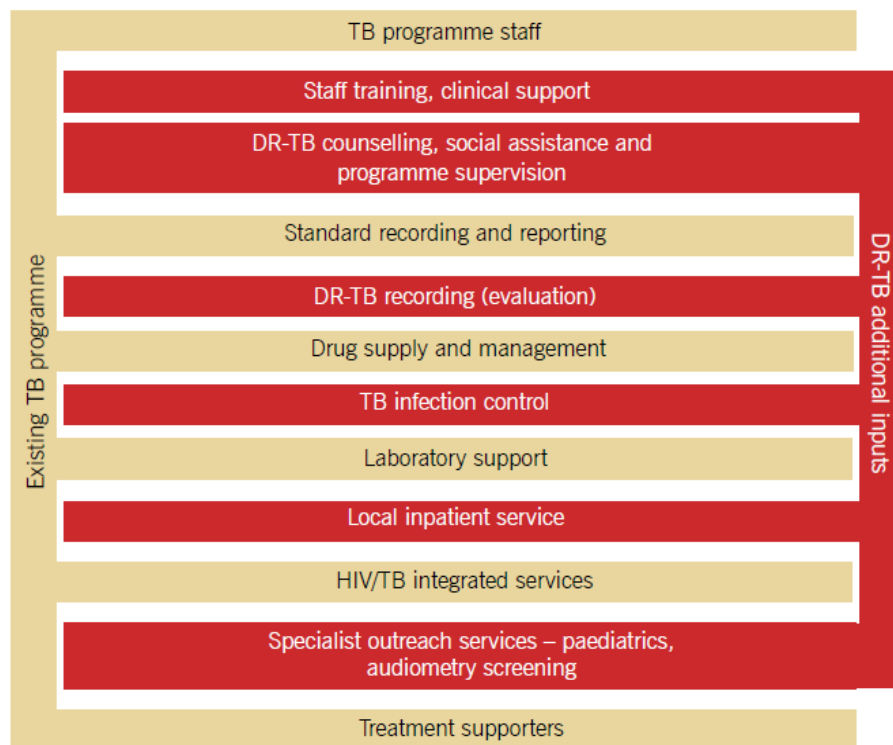 TB programme staff
Staff training, clinical support
DR-TB counselling, social assistance and
programme supervision
Standard recording and reporting
DR-TB recording (evaluation)
Drug supply and management
TB infection control
Laboratory support
Local inpatient service
HIV/TB integrated services
Specialist outreach services – paediatrics,
audiometry screening
Treatment supporters
Existing TB programme
DR-TB additional inputs